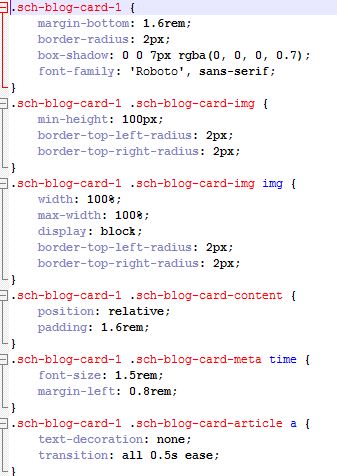 .sch-blog-card-1 {
margin-bottom: 1.6rem;
border-radius: 2px;
box-shadow: 0 0 7px rgba(0, 0, 0, 0.7);
font-family: 'Roboto', sans-serif;
}
.sch-blog-card-1 .sch-blog-card-img {
min-height: 100px;
border-top-left-radius: 2px;
border-top-right-radius: 2px;
}
.sch-blog-card-1 .sch-blog-card-img img {
width: 100%;
max-width: 100%;
display: block;
border-top-left-radius: 2px;
border-top-right-radius: 2px;
}
.sch-blog-card-1 .sch-blog-card-content {
position: relative;
padding: 1.6rem;
}
.sch-blog-card-1 .sch-blog-card-meta time {
font-size: 1.5rem;
margin-left: 0.8rem;
}
.sch-blog-card-1 .sch-blog-card-article a {
text-decoration: none;
transition: all 0.5s ease;
}